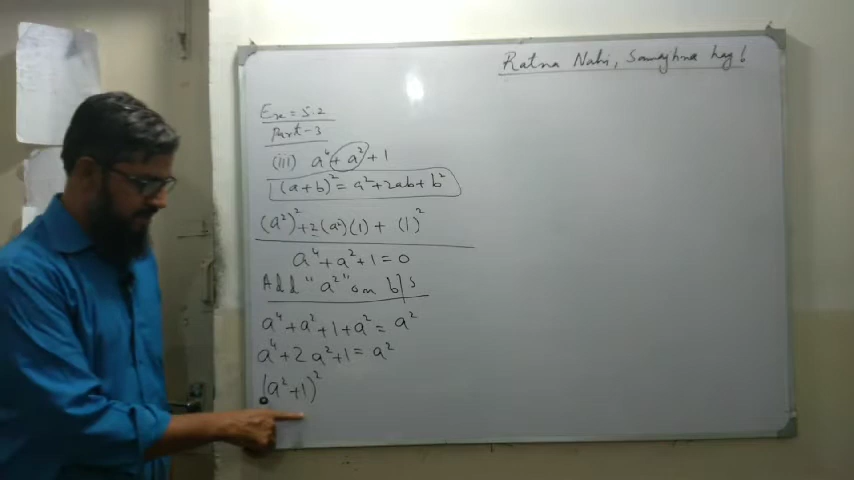 Ratna Nahi, Samajhna hay!
Ex = 5.2
Part-3
(iii) a⁴ + a² + 1
(a+b)² = a² + 2ab + b²
(a²)² + 2(a²)(1) + (1)²
a⁴ + a² + 1 = 0
Add "a²" on b/s
a⁴ + a² + 1 + a² = a²
a⁴ + 2a² + 1 = a²
(a² + 1)²